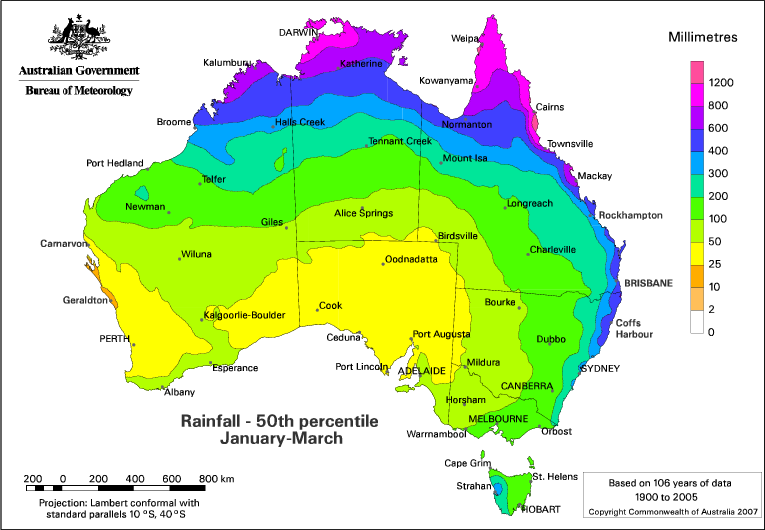 Australian Government
Bureau of Meteorology
DARWIN
Weipa
Millimetres
Kalumburu
Katherine
Kowanyama
1200
800
600
400
300
200
100
50
25
10
2
0
Cairns
Broome
Halls Creek
Normanton
Tennant Creek
Townsville
Port Hedland
Mount Isa
Mackay
Telfer
Newman
Longreach
Alice Springs
Rockhampton
Giles
Birdsville
Carnarvon
Wiluna
Charleville
Oodnadatta
BRISBANE
Geraldton
Bourke
Kalgoorlie-Boulder
Cook
Coffs
Harbour
PERTH
Ceduna
Port Augusta
Dubbo
Esperance
Port Lincoln
ADELAIDE
Mildura
SYDNEY
CANBERRA
Albany
Horsham
Rainfall - 50th percentile
January-March
MELBOURNE
Warrnambool
Orbost
Cape Grim
St. Helens
Strahan
HOBART
200 0 200 400 600 800 km
Projection: Lambert conformal with
standard parallels 10 °S, 40 °S
Based on 106 years of data
1900 to 2005
Copyright Commonwealth of Australia 2007